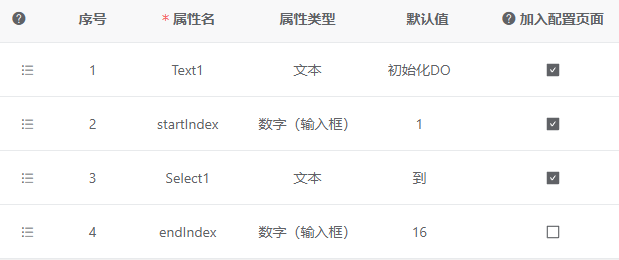 ? 序号 * 属性名 属性类型 默认值 ? 加入配置页面
1 Text1 文本 初始化DO
2 startIndex 数字（输入框） 1
3 Select1 文本 到
4 endIndex 数字（输入框） 16